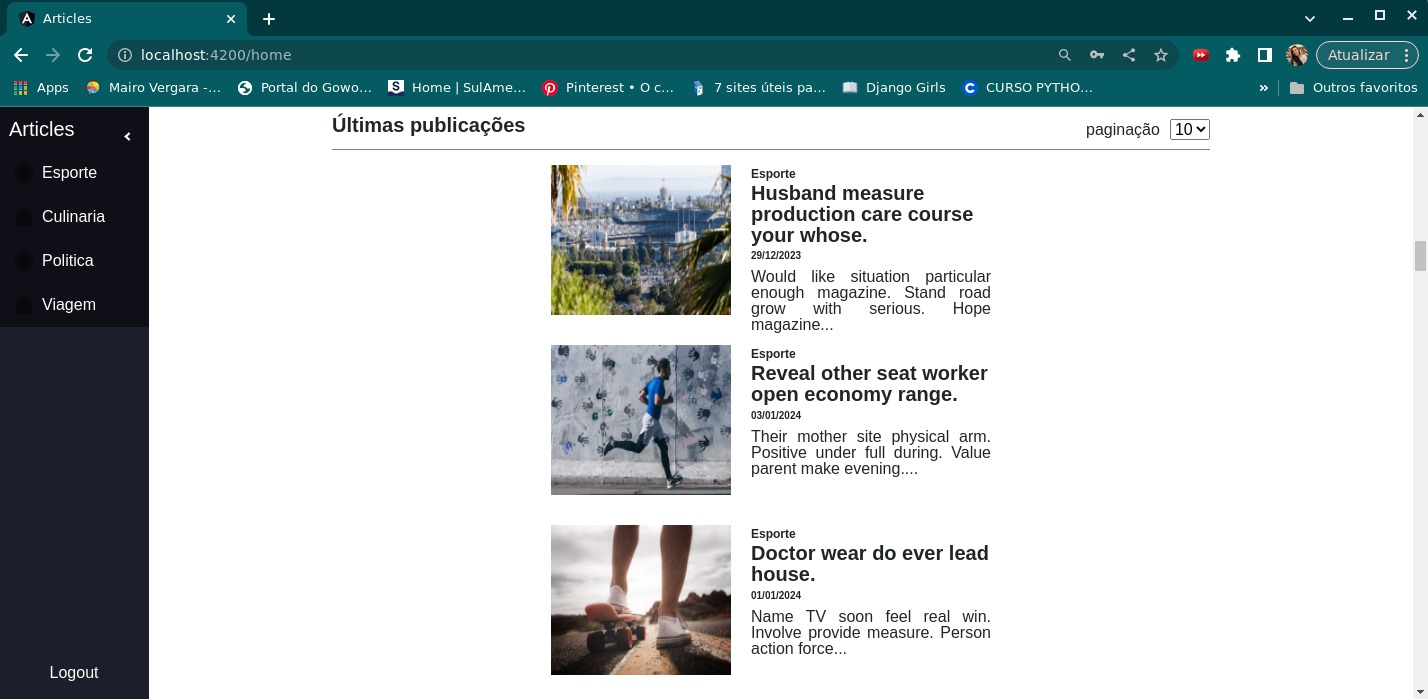 Articles
localhost:4200/home
Atualizar
Apps
Mairo Vergara -...
Portal do Gowo...
Home | SulAme...
Pinterest • O c...
7 sites úteis pa...
Django Girls
CURSO PYTHO...
»
Outros favoritos
Articles
Esporte
Culinaria
Politica
Viagem
Logout
Últimas publicações
paginação 10
Esporte
Husband measure
production care course
your whose.
29/12/2023
Would like situation particular
enough magazine. Stand road
grow with serious. Hope
magazine...
Esporte
Reveal other seat worker
open economy range.
03/01/2024
Their mother site physical arm.
Positive under full during. Value
parent make evening....
Esporte
Doctor wear do ever lead
house.
01/01/2024
Name TV soon feel real win.
Involve provide measure. Person
action force...